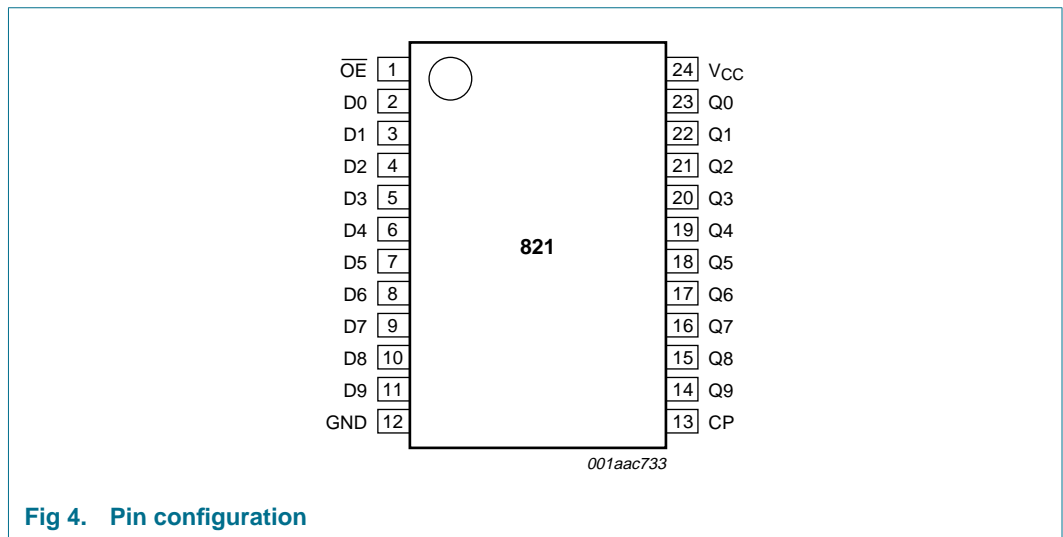 O̅E̅ 1 24 VCC
D0 2 23 Q0
D1 3 22 Q1
D2 4 21 Q2
D3 5 20 Q3
D4 6 19 Q4
821
D5 7 18 Q5
D6 8 17 Q6
D7 9 16 Q7
D8 10 15 Q8
D9 11 14 Q9
GND 12 13 CP
001aac733
Fig 4. Pin configuration